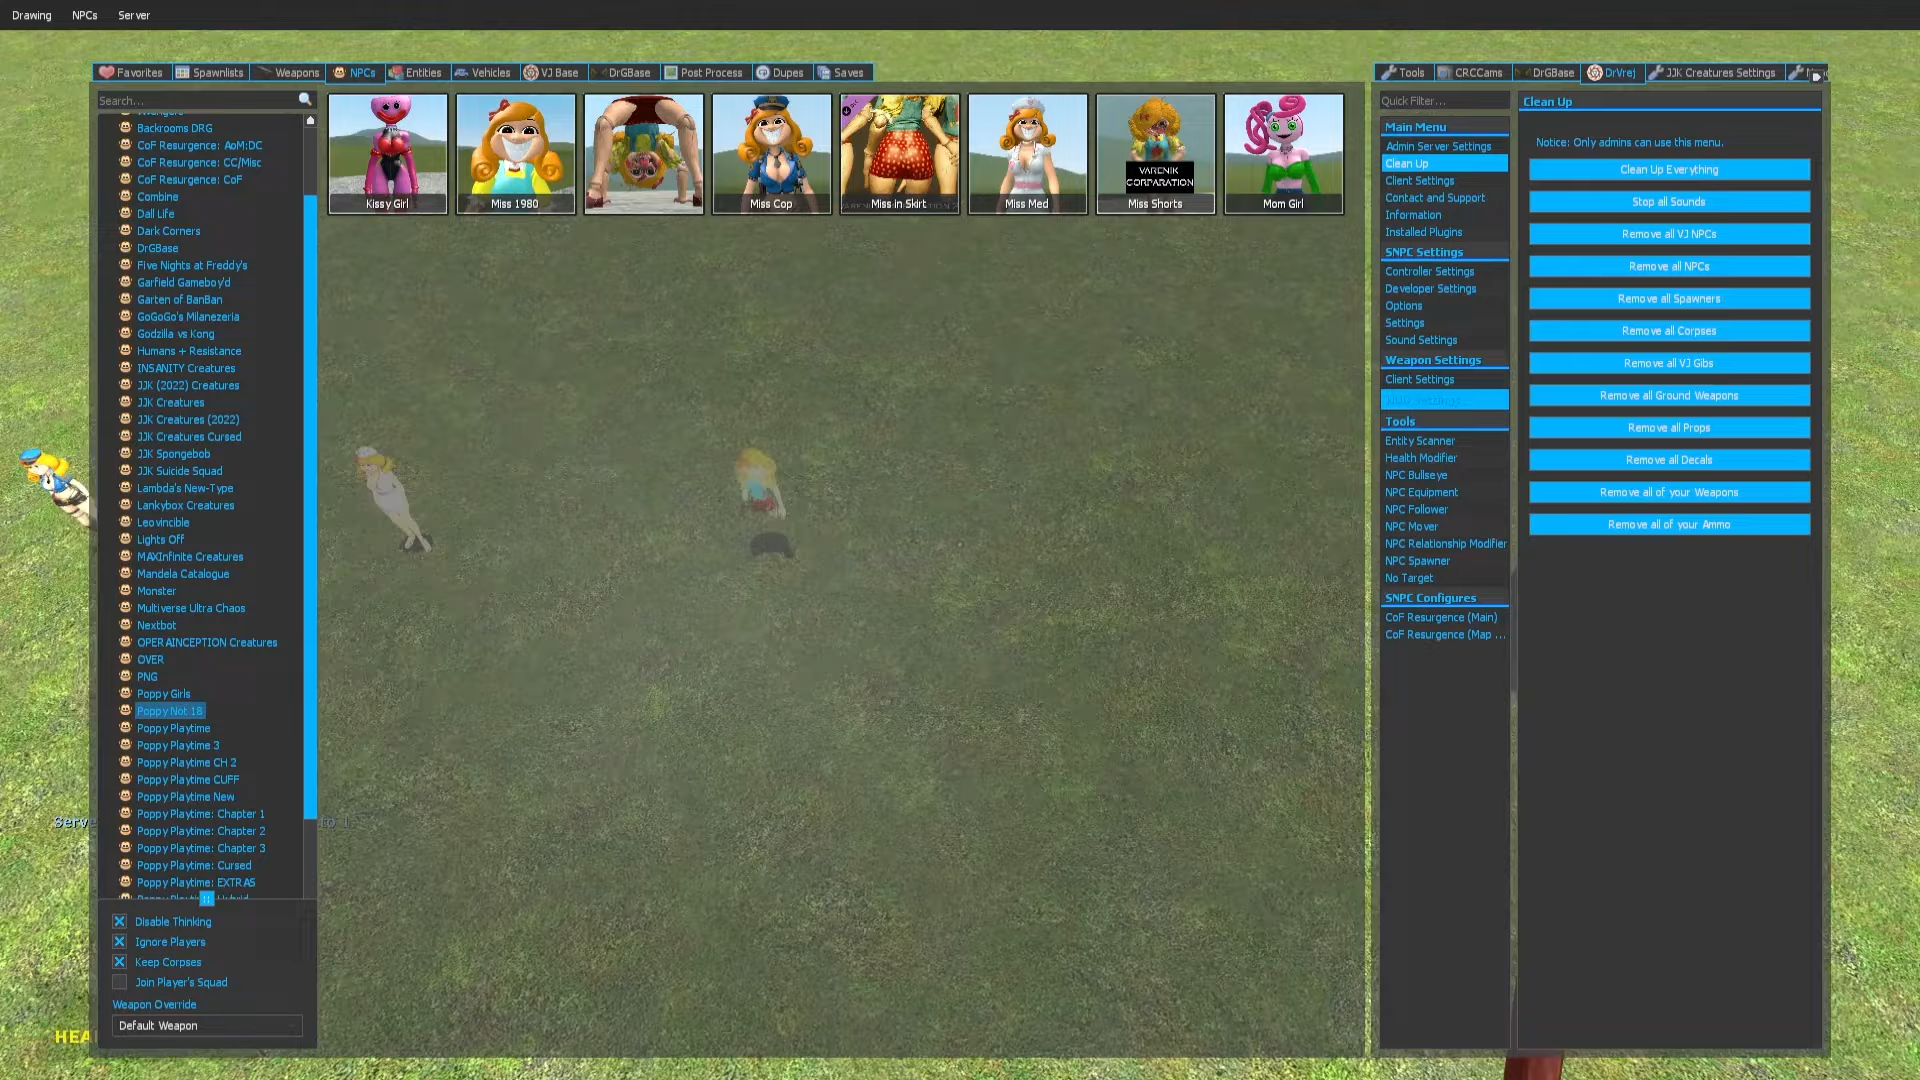 Drawing NPCs Server
Favorites Spawnlists Weapons NPCs Entities Vehicles VJ Base DrGBase Post Process Dupes Saves
Tools CRCCams DrGBase DrVrej JJK Creatures Settings
Search...
Backrooms DRG
CoF Resurgence: AoM:DC
CoF Resurgence: CC/Misc
CoF Resurgence: CoF
Combine
Dall Life
Dark Corners
DrGBase
Five Nights at Freddy's
Garfield Gameboy'd
Garten of BanBan
GoGoGo's Milanezeria
Godzilla vs Kong
Humans + Resistance
INSANITY Creatures
JJK (2022) Creatures
JJK Creatures
JJK Creatures (2022)
JJK Creatures Cursed
JJK Spongebob
JJK Suicide Squad
Lambda's New-Type
Lankybox Creatures
Leovincible
Lights Off
MAXInfinite Creatures
Mandela Catalogue
Monster
Multiverse Ultra Chaos
Nextbot
OPERAINCEPTION Creatures
OVER
PNG
Poppy Girls
Poppy Not 18
Poppy Playtime
Poppy Playtime 3
Poppy Playtime CH 2
Poppy Playtime CUFF
Poppy Playtime New
Poppy Playtime: Chapter 1
Poppy Playtime: Chapter 2
Poppy Playtime: Chapter 3
Poppy Playtime: Cursed
Poppy Playtime: EXTRAS
Disable Thinking
Ignore Players
Keep Corpses
Join Player's Squad
Weapon Override
Default Weapon
Kissy Girl
Miss 1980
Miss Cop
Miss in Skirt
Miss Med
VARENIK
CORPARATION
Miss Shorts
Mom Girl
Serve
to
HEA
Quick Filter...
Main Menu
Admin Server Settings
Clean Up
Client Settings
Contact and Support
Information
Installed Plugins
SNPC Settings
Controller Settings
Developer Settings
Options
Settings
Sound Settings
Weapon Settings
Client Settings
Tools
Entity Scanner
Health Modifier
NPC Bullseye
NPC Equipment
NPC Follower
NPC Mover
NPC Relationship Modifier
NPC Spawner
No Target
SNPC Configures
CoF Resurgence (Main)
CoF Resurgence (Map ...
Clean Up
Notice: Only admins can use this menu.
Clean Up Everything
Stop all Sounds
Remove all VJ NPCs
Remove all NPCs
Remove all Spawners
Remove all Corpses
Remove all VJ Gibs
Remove all Ground Weapons
Remove all Props
Remove all Decals
Remove all of your Weapons
Remove all of your Ammo